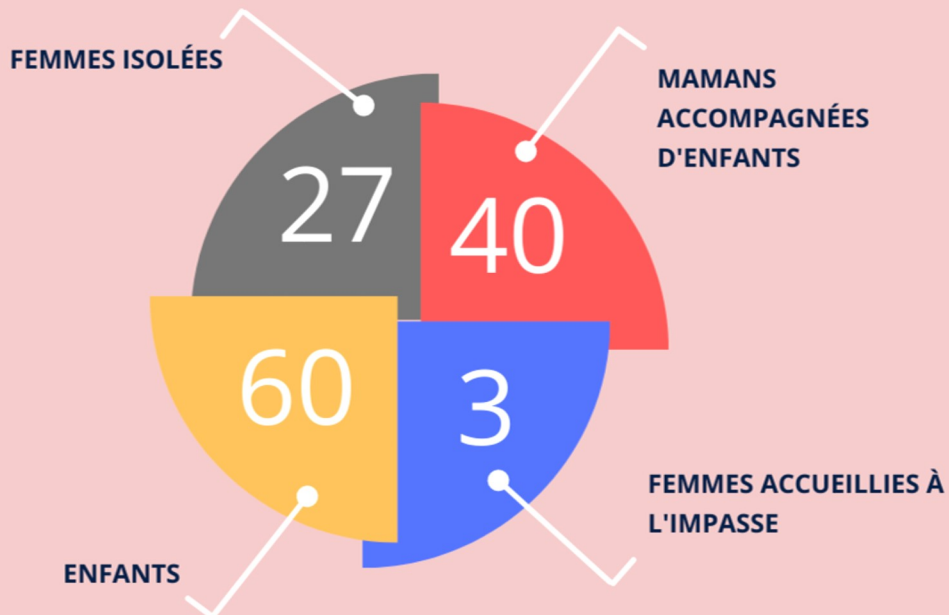 FEMMES ISOLÉES
27
MAMANS
ACCOMPAGNÉES
D'ENFANTS
40
60
ENFANTS
3
FEMMES ACCUEILLIES À
L'IMPASSE